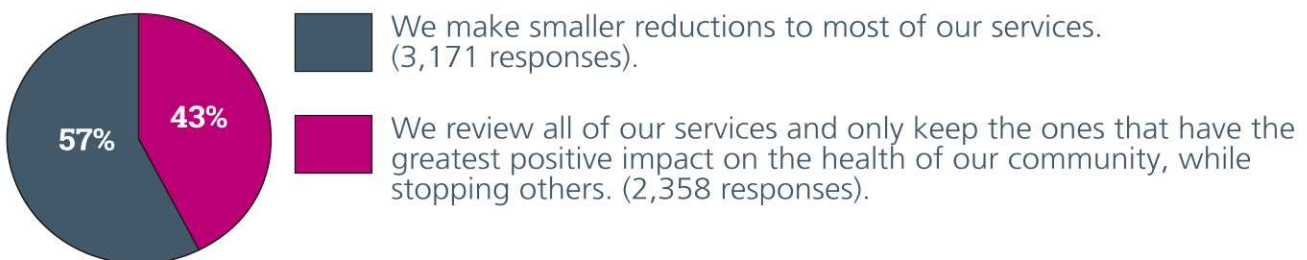 57%
43%
We make smaller reductions to most of our services.
(3,171 responses).
We review all of our services and only keep the ones that have the
greatest positive impact on the health of our community, while
stopping others. (2,358 responses).